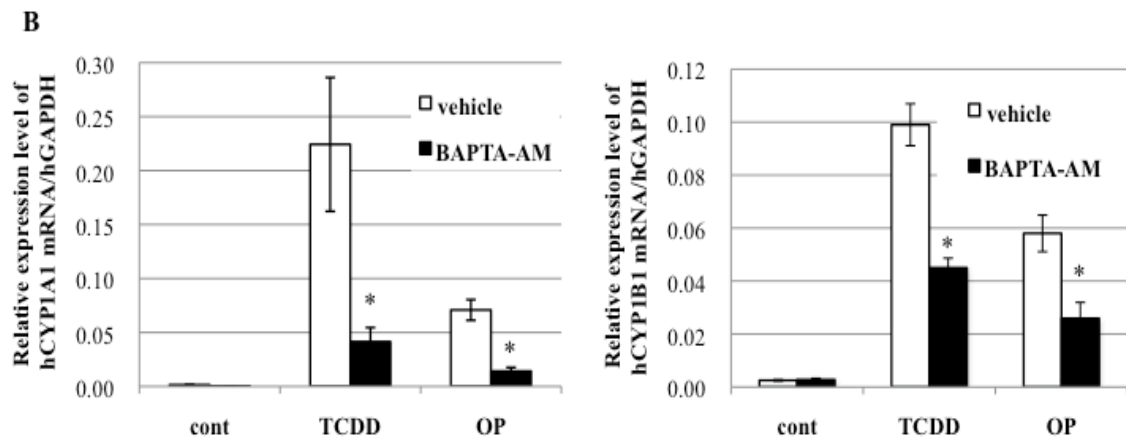 B
Relative expression level of
hCYP1A1 mRNA/hGAPDH
0.30
0.25
0.20
0.15
0.10
0.05
0.00
vehicle
BAPTA-AM
*
*
cont
TCDD
OP
Relative expression level of
hCYP1B1 mRNA/hGAPDH
0.12
0.10
0.08
0.06
0.04
0.02
0.00
vehicle
BAPTA-AM
*
*
cont
TCDD
OP